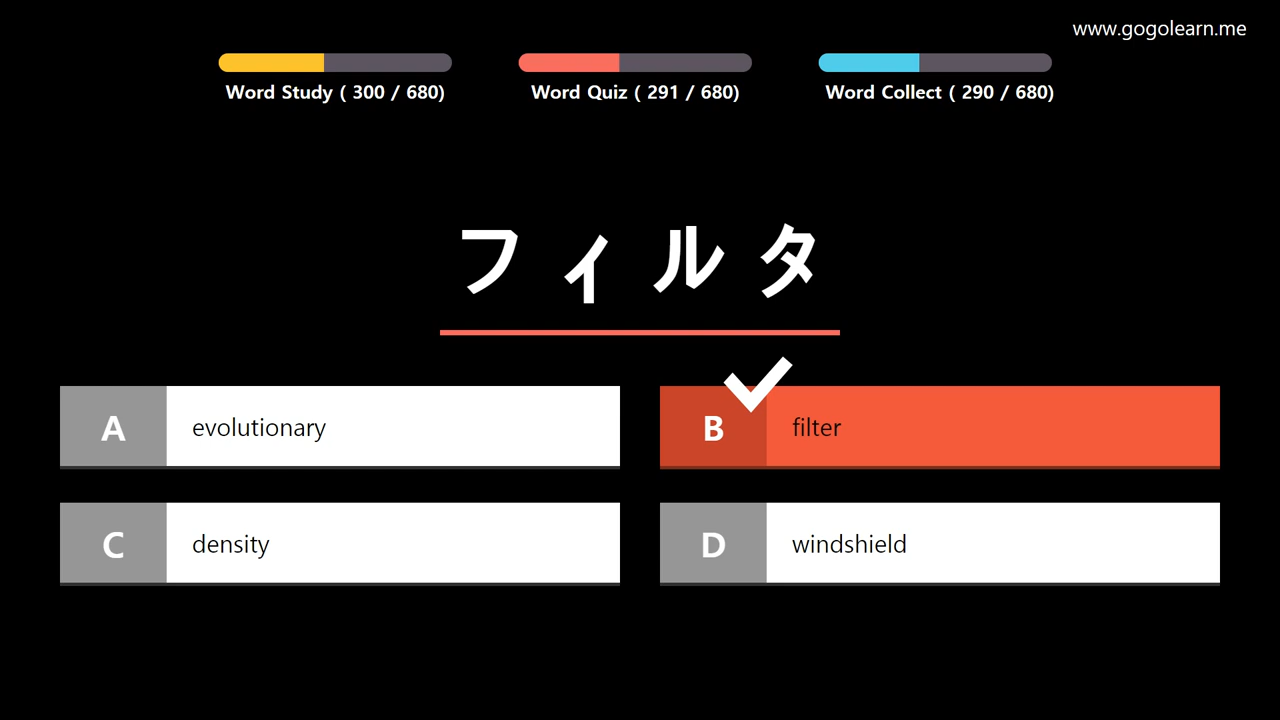 www.gogolearn.me
Word Study ( 300 / 680)
Word Quiz ( 291 / 680)
Word Collect ( 290 / 680)
フィルタ
A evolutionary
B filter
C density
D windshield